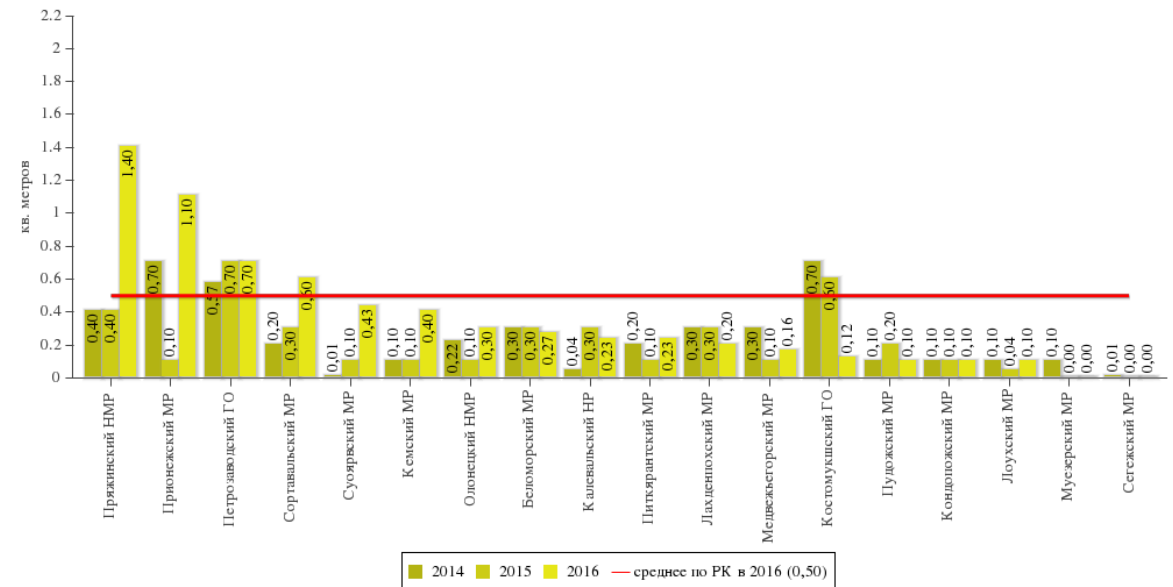 2.2
2
1.8
1.6
1.4
1.2
1
0.8
0.6
0.4
0.2
0
кв. метров
0,40 0,40 1,40
0,70 0,10 1,10
0,57 0,70 0,70
0,20 0,30 0,60
0,01 0,10 0,43
0,10 0,10 0,40
0,22 0,10 0,30
0,30 0,30 0,27
0,04 0,30 0,23
0,20 0,10 0,23
0,30 0,30 0,20
0,30 0,10 0,16
0,70 0,60 0,12
0,10 0,20 0,10
0,10 0,10 0,10
0,10 0,04 0,10
0,10 0,00 0,00
0,01 0,00 0,00
Пряжинский НМР
Прионежский МР
Петрозаводский ГО
Сортавальский МР
Суоярвский МР
Кемский МР
Олонецкий НМР
Беломорский МР
Калевальский НР
Питкярантский МР
Лахденпохский МР
Медвежьегорский МР
Костомукшский ГО
Пудожский МР
Кондопожский МР
Лоухский МР
Муезерский МР
Сегежский МР
2014 2015 2016 среднее по РК в 2016 (0,50)